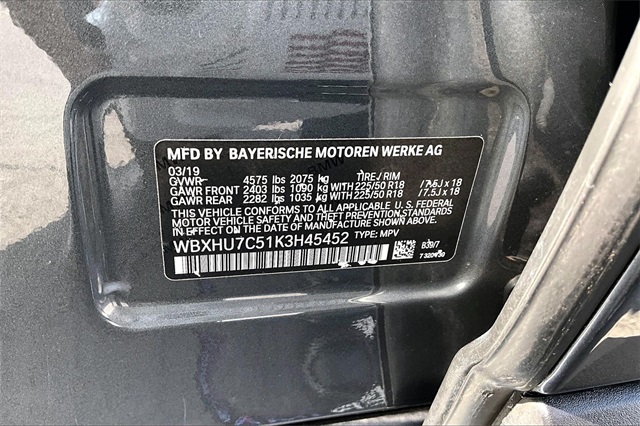 MFD BY BAYERISCHE MOTOREN WERKE AG
03/19
GVWR 4575 lbs 2075 kg TIRE/RIM
GAWR FRONT 2403 lbs 1090 kg WITH 225/50 R18 /7.5J x 18
GAWR REAR 2282 lbs 1035 kg WITH 225/50 R18 /7.5J x 18
THIS VEHICLE CONFORMS TO ALL APPLICABLE U.S. FEDERAL
MOTOR VEHICLE SAFETY, BUMPER, AND THEFT PREVENTION
STANDARDS IN EFFECT ON THE DATE OF MANUFACTURE SHOWN ABOVE.
WBXHU7C51K3H45452 TYPE: MPV
B39/7